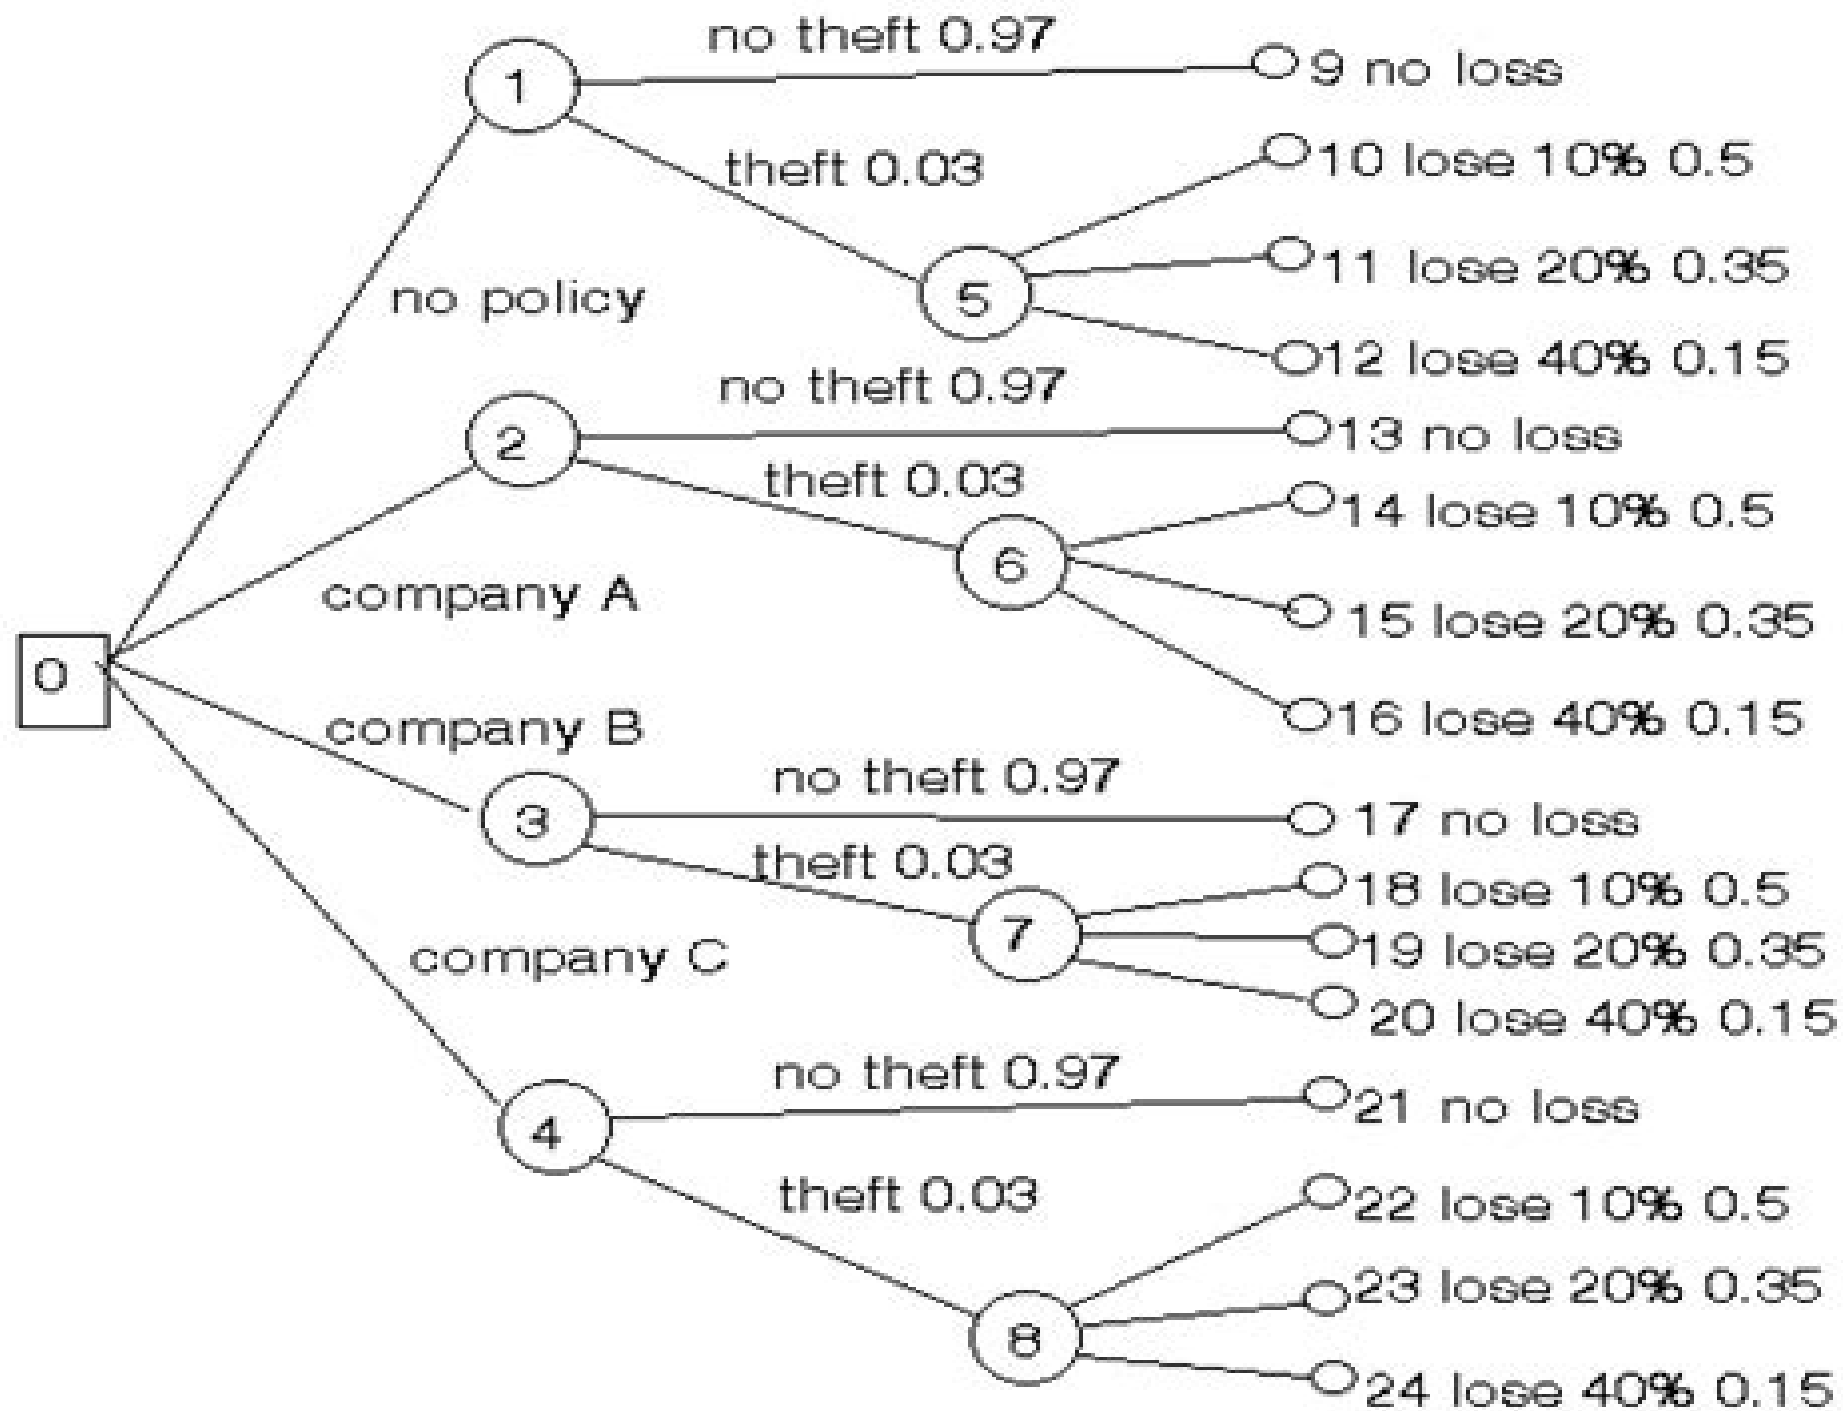 no theft 0.97
1
9 no loss
theft 0.03
10 lose 10% 0.5
11 lose 20% 0.35
5
no policy
12 lose 40% 0.15
no theft 0.97
2
13 no loss
theft 0.03
14 lose 10% 0.5
6
company A
15 lose 20% 0.35
0
16 lose 40% 0.15
company B
no theft 0.97
3
17 no loss
theft 0.03
18 lose 10% 0.5
7
19 lose 20% 0.35
company C
20 lose 40% 0.15
no theft 0.97
21 no loss
4
theft 0.03
22 lose 10% 0.5
23 lose 20% 0.35
8
24 lose 40% 0.15